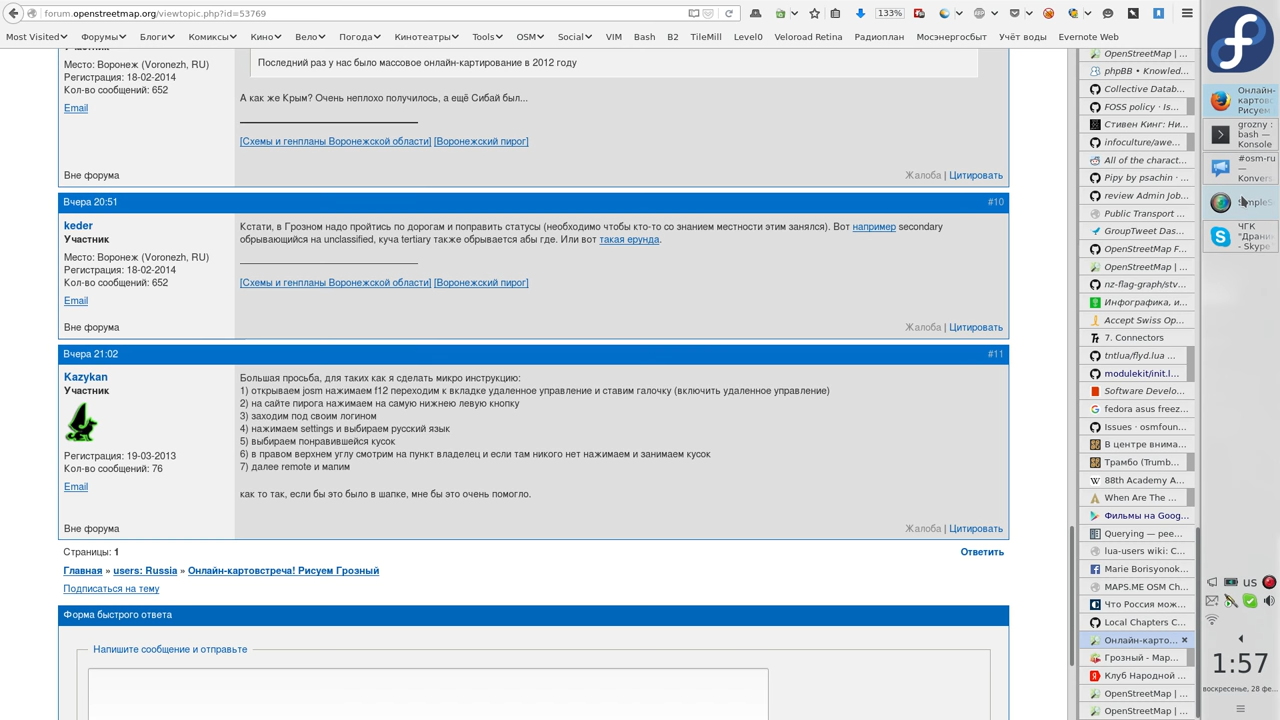 forum.openstreetmap.org/viewtopic.php?id=53769
133%
Most Visited Форумы Блоги Комиксы Кино Вело Погода Кинотеатры Tools OSM Social VIM Bash B2 TileMill Level0 Veloroad Retina Радиоплан Мосэнергосбыт Учёт воды Evernote Web
Участник
Место: Воронеж (Voronezh, RU)
Регистрация: 18-02-2014
Кол-во сообщений: 652
Email
Вне форума
Последний раз у нас было массовое онлайн-картирование в 2012 году
А как же Крым? Очень неплохо получилось, а ещё Сибай был...
[Схемы и генпланы Воронежской области] [Воронежский пирог]
Жалоба | Цитировать
Вчера 20:51 #10
keder
Участник
Место: Воронеж (Voronezh, RU)
Регистрация: 18-02-2014
Кол-во сообщений: 652
Email
Вне форума
Кстати, в Грозном надо пройтись по дорогам и поправить статусы (необходимо чтобы кто-то со знанием местности этим занялся). Вот например secondary
обрывающийся на unclassified, куча tertiary также обрывается абы где. Или вот такая ерунда.
[Схемы и генпланы Воронежской области] [Воронежский пирог]
Жалоба | Цитировать
Вчера 21:02 #11
Kazykan
Участник
Регистрация: 19-03-2013
Кол-во сообщений: 76
Email
Вне форума
Большая просьба, для таких как я сделать микро инструкцию:
1) открываем josm нажимаем f12 переходим к вкладке удаленное управление и ставим галочку (включить удаленное управление)
2) на сайте пирога нажимаем на самую нижнею левую кнопку
3) заходим под своим логином
4) нажимаем settings и выбираем русский язык
5) выбираем понравившейся кусок
6) в правом верхнем углу смотрим на пункт владелец и если там никого нет нажимаем и занимаем кусок
7) далее remote и мапим
как то так, если бы это было в шапке, мне бы это очень помогло.
Жалоба | Цитировать
Страницы: 1
Ответить
Главная » users: Russia » Онлайн-картовстреча! Рисуем Грозный
Подписаться на тему
Форма быстрого ответа
Напишите сообщение и отправьте
OpenStreetMap | ...
phpBB • Knowled...
Collective Datab...
FOSS policy · Is...
Стивен Кинг: Ни...
infoculture/awe...
All of the charact...
Pipy by psachin · ...
review Admin Job...
Public Transport ...
GroupTweet Das...
OpenStreetMap F...
OpenStreetMap | ...
nz-flag-graph/stv...
Инфографика, и...
Accept Swiss Op...
7. Connectors
tntlua/flyd.lua ...
modulekit/init.l...
Software Develo...
fedora asus freez...
Issues · osmfoun...
В центре внима...
Трамбо (Trumb...
88th Academy A...
When Are The ...
Фильмы на Goog...
Querying — pee...
lua-users wiki: C...
Marie Borisyonok...
MAPS.ME OSM Ch...
Что Россия мож...
Local Chapters C...
Онлайн-карто...
Грозный - Мар...
Клуб Народной ...
OpenStreetMap | ...
OpenStreetMap | ...
Онлайн-
картовс
Рисуем
grozny :
bash —
Konsole
#osm-ru
—
Konvers
ЧГК
"Драни
- Skype
us
1:57
воскресенье, 28 фе...